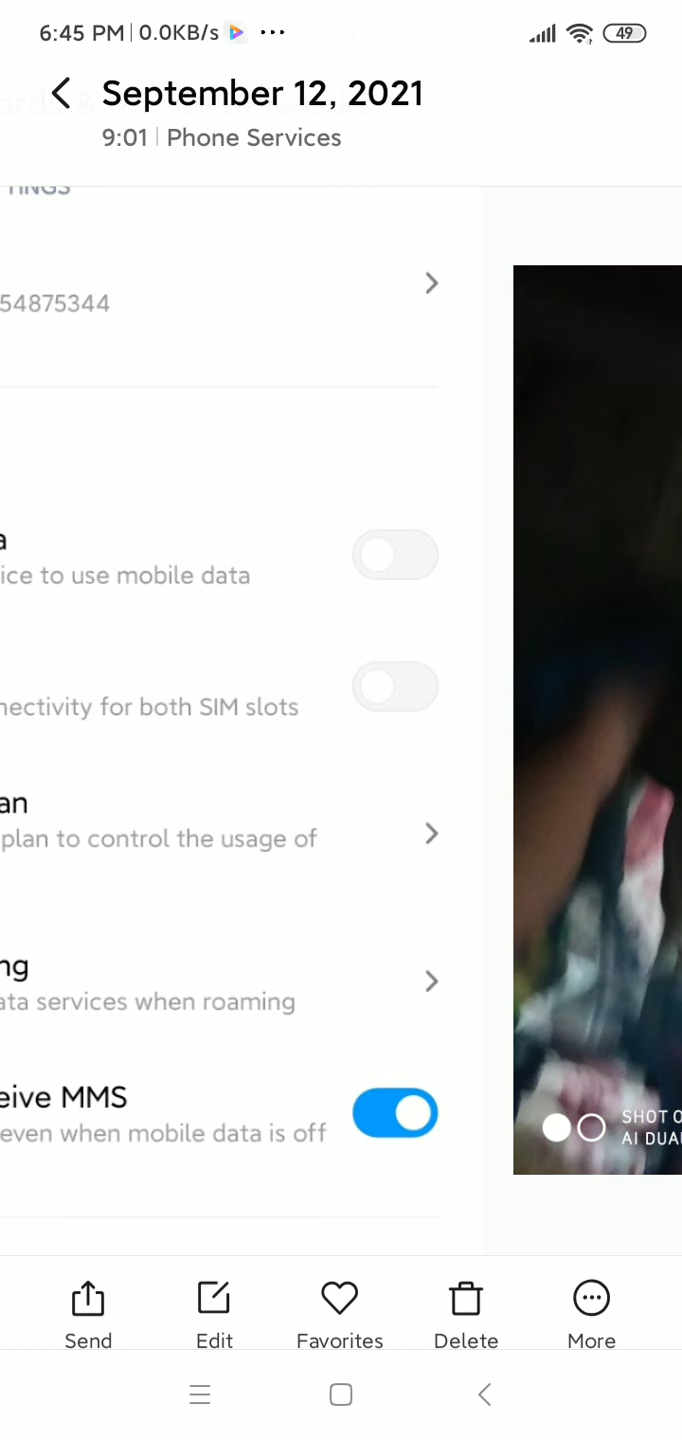 6:45 PM | 0.0KB/s ...
49
September 12, 2021
9:01 | Phone Services
TINGS
54875344
a
ice to use mobile data
nectivity for both SIM slots
an
plan to control the usage of
ng
ata services when roaming
eive MMS
even when mobile data is off
SHOT O
AI DUA
Send Edit Favorites Delete More